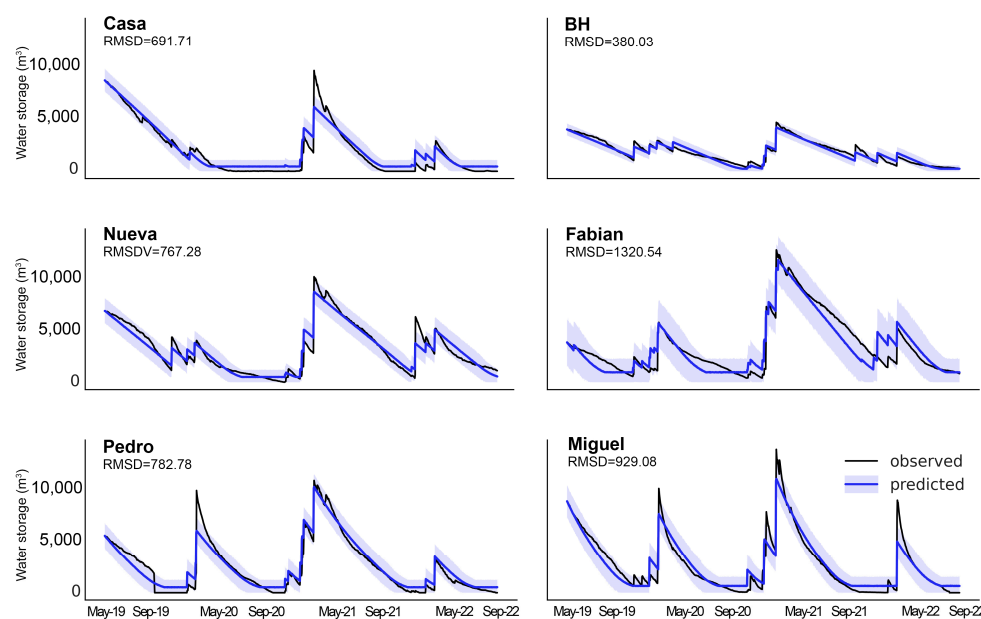 Casa
RMSD=691.71
BH
RMSD=380.03
Water storage (m³)
10,000
5,000
0
Nueva
RMSDV=767.28
Fabian
RMSD=1320.54
Water storage (m³)
10,000
5,000
0
Pedro
RMSD=782.78
Miguel
RMSD=929.08
observed
predicted
Water storage (m³)
10,000
5,000
0
May-19 Sep-19 May-20 Sep-20 May-21 Sep-21 May-22 Sep-22
May-19 Sep-19 May-20 Sep-20 May-21 Sep-21 May-22 Sep-22